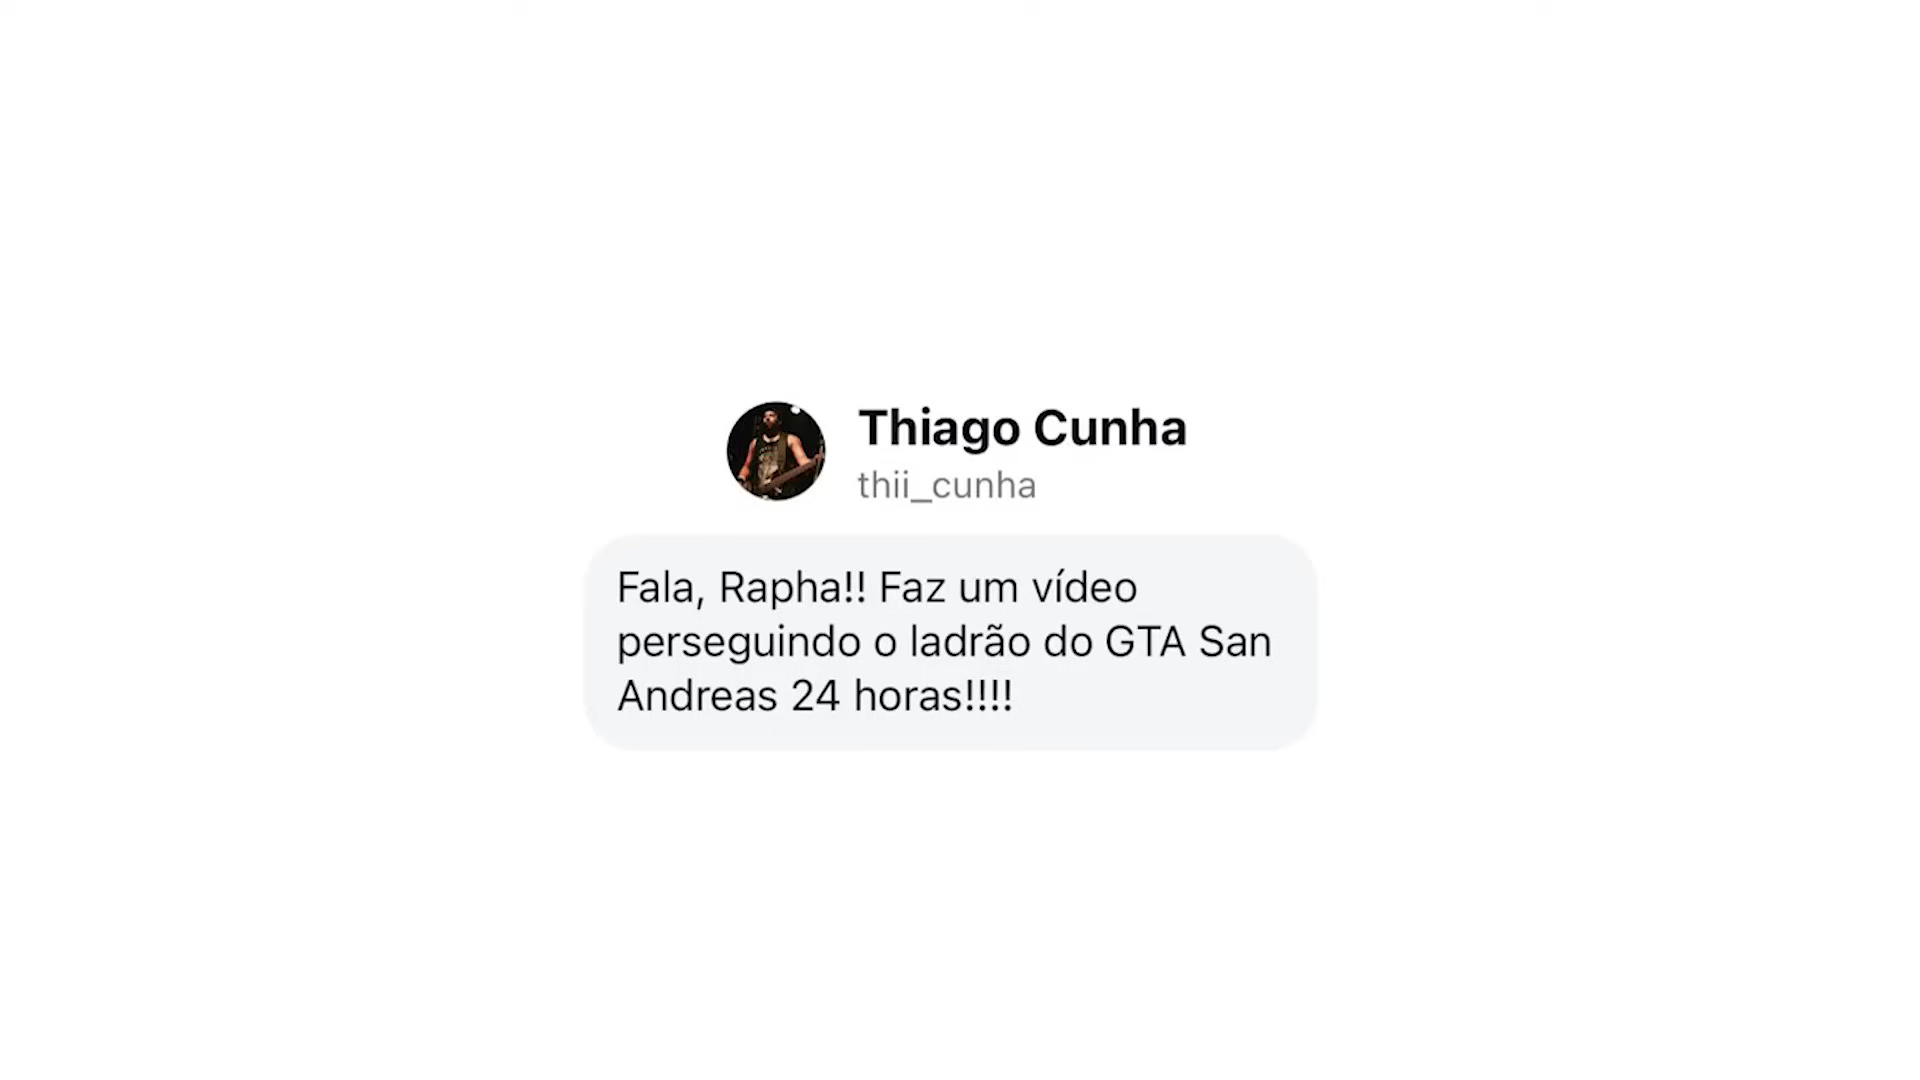 Thiago Cunha
thii_cunha
Fala, Rapha!! Faz um vídeo
perseguindo o ladrão do GTA San
Andreas 24 horas!!!!